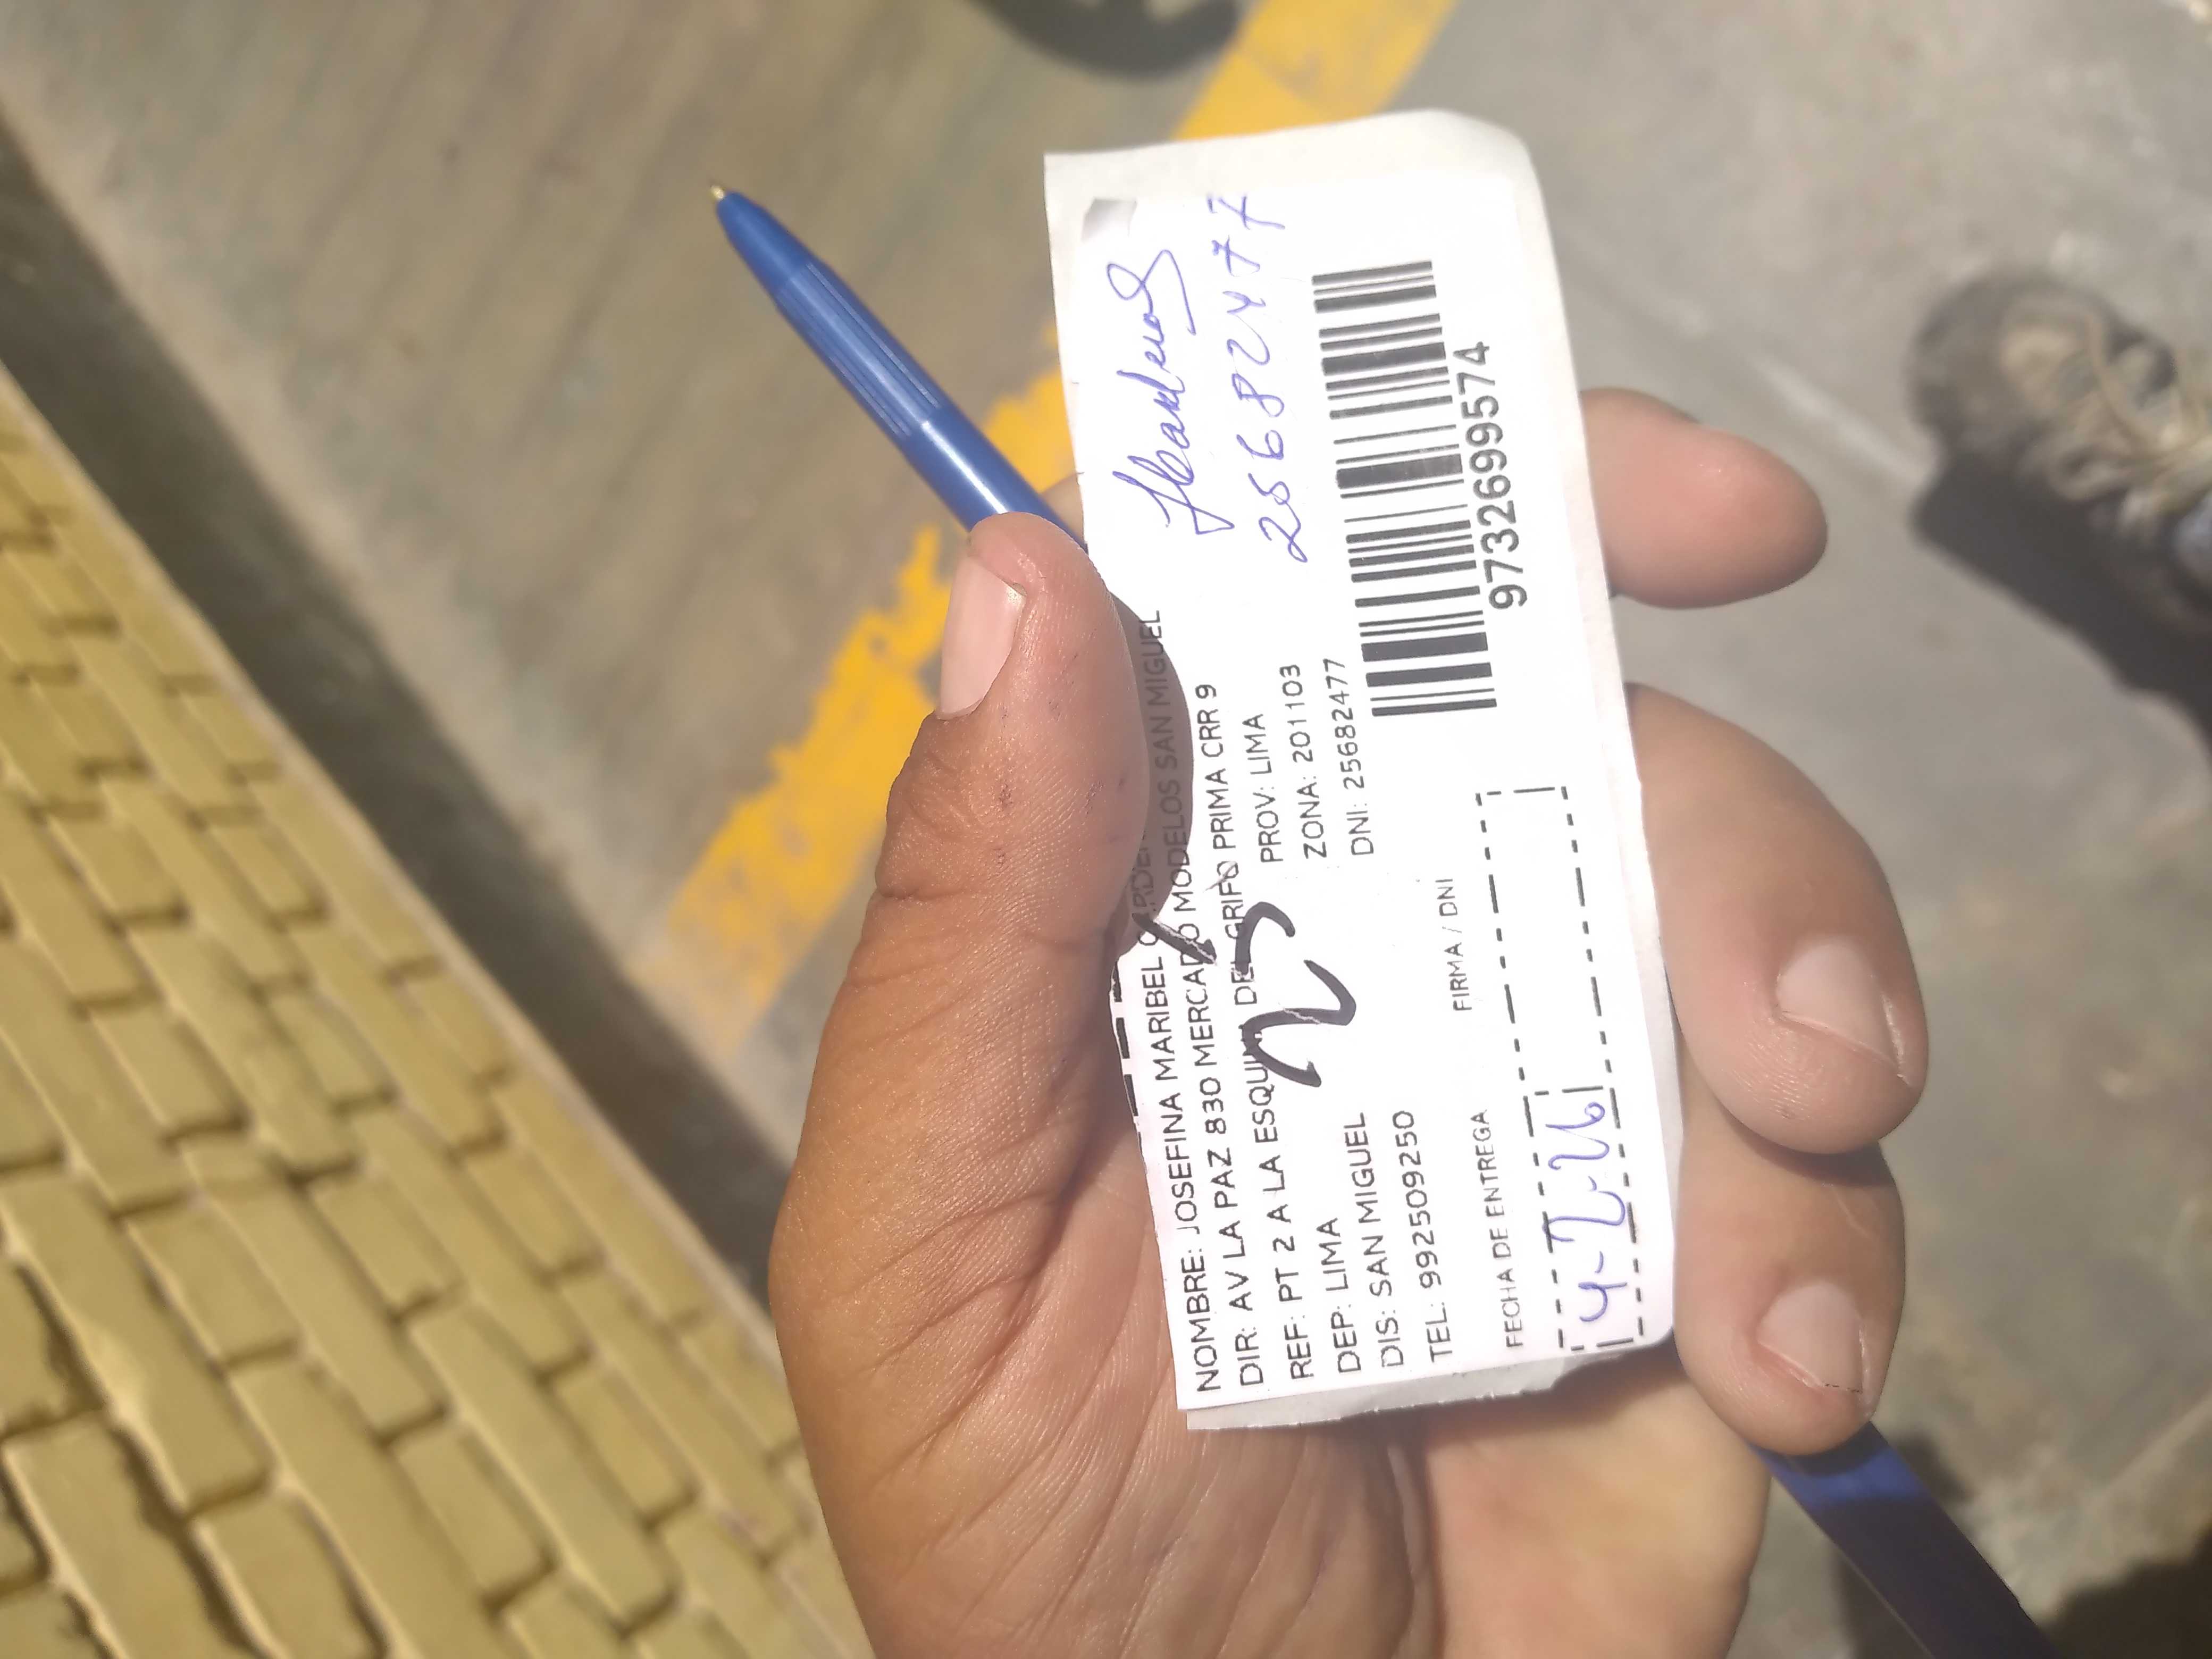 NOMBRE: JOSEFINA MARIBEL
DIR: AV LA PAZ 830 MERCADO MODELOS SAN MIGUEL
REF: PT 2 A LA ESQUINA DEL GRIFO PRIMA CRR 9
DEP: LIMA PROV: LIMA
DIS: SAN MIGUEL ZONA: 201103
TEL: 992509250 DNI: 25682477
25682477
9732699574
FECHA DE ENTREGA FIRMA / DNI
4-2-26